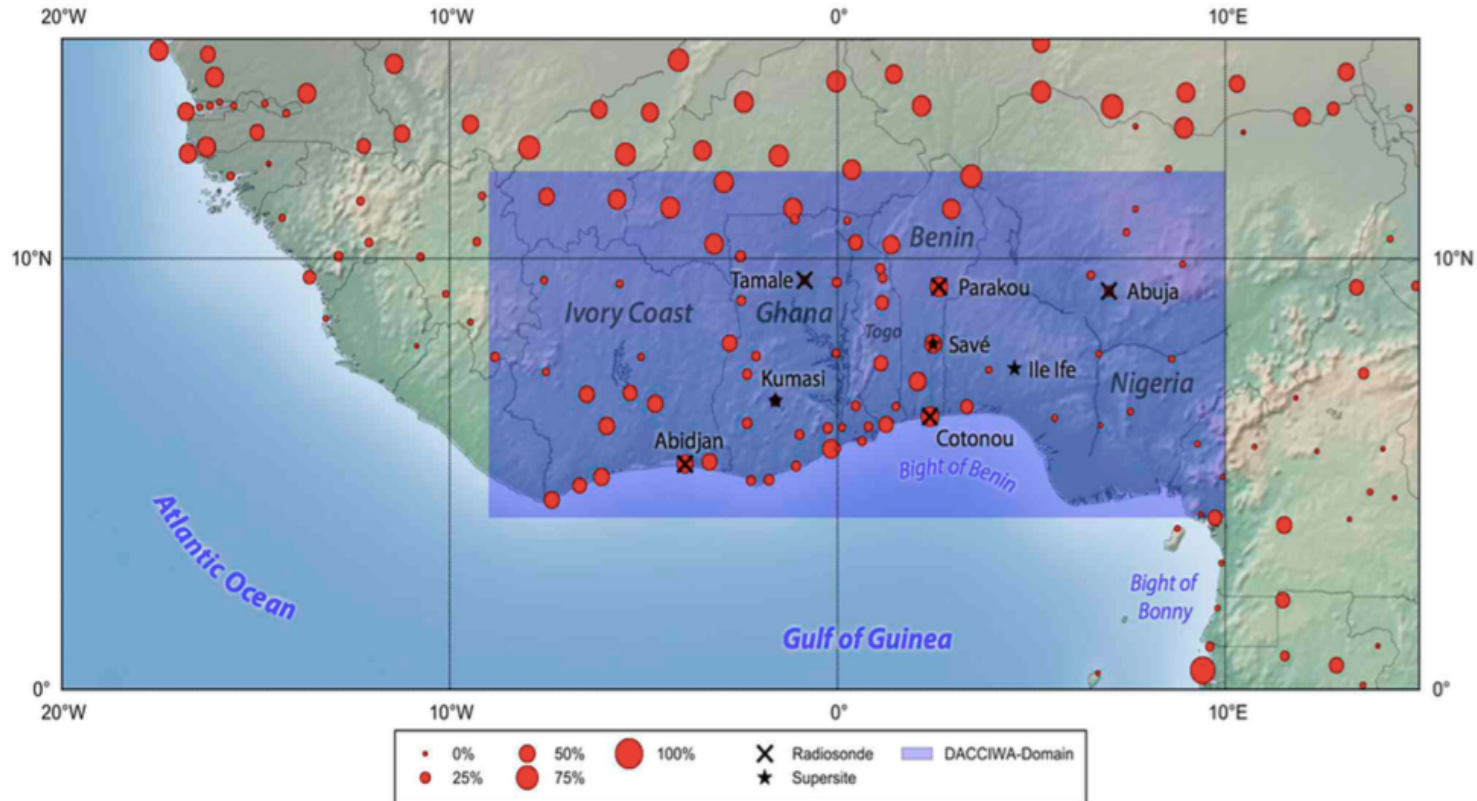 20°W 10°W 0° 10°E
10°N 10°N
Benin
Tamale
Parakou
Abuja
Ivory Coast
Ghana
Togo
Savé
Ile Ife
Kumasi
Nigeria
Abidjan
Cotonou
Bight of Benin
Atlantic Ocean
Bight of
Bonny
Gulf of Guinea
0° 0°
20°W 10°W 0° 10°E
0% 50% 100% Radiosonde DACCIWA-Domain
25% 75% Supersite